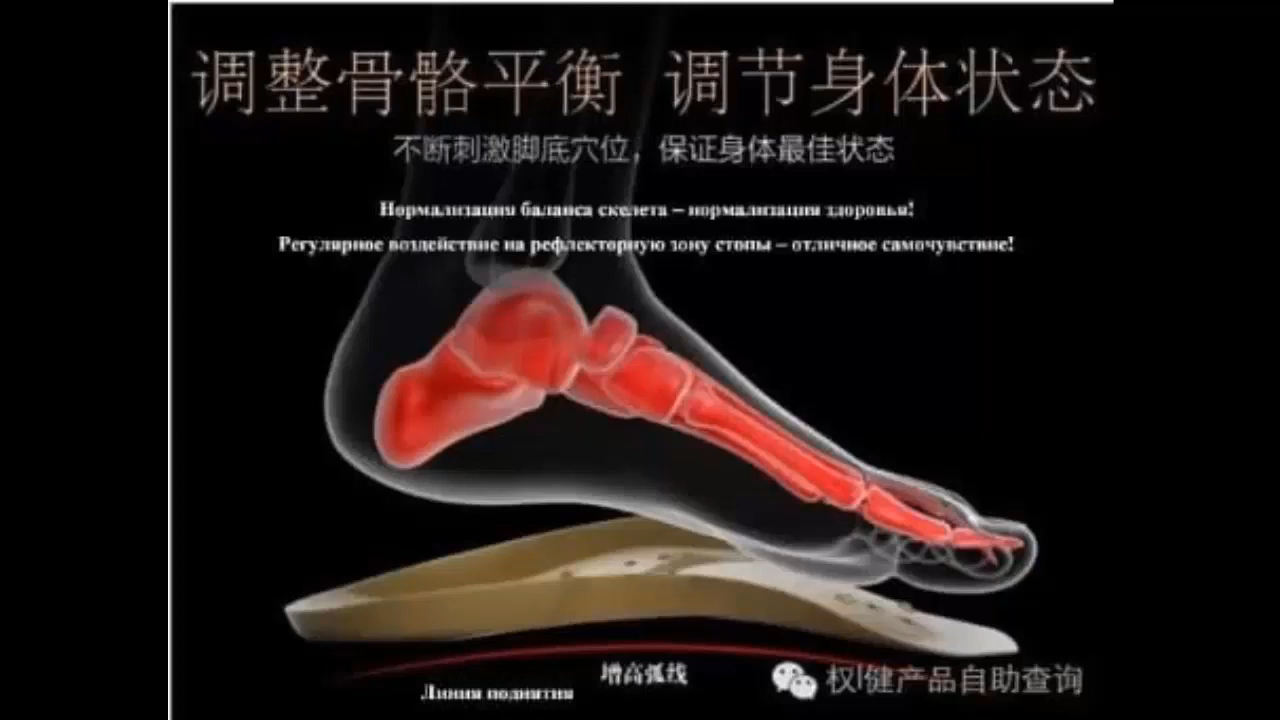 调整骨骼平衡 调节身体状态
不断刺激脚底穴位，保证身体最佳状态
Нормализация баланса скелета – нормализация здоровья!
Регулярное воздействие на рефлекторную зону стопы – отличное самочувствие!
增高弧线
Линия поднятия
权|健产品自助查询